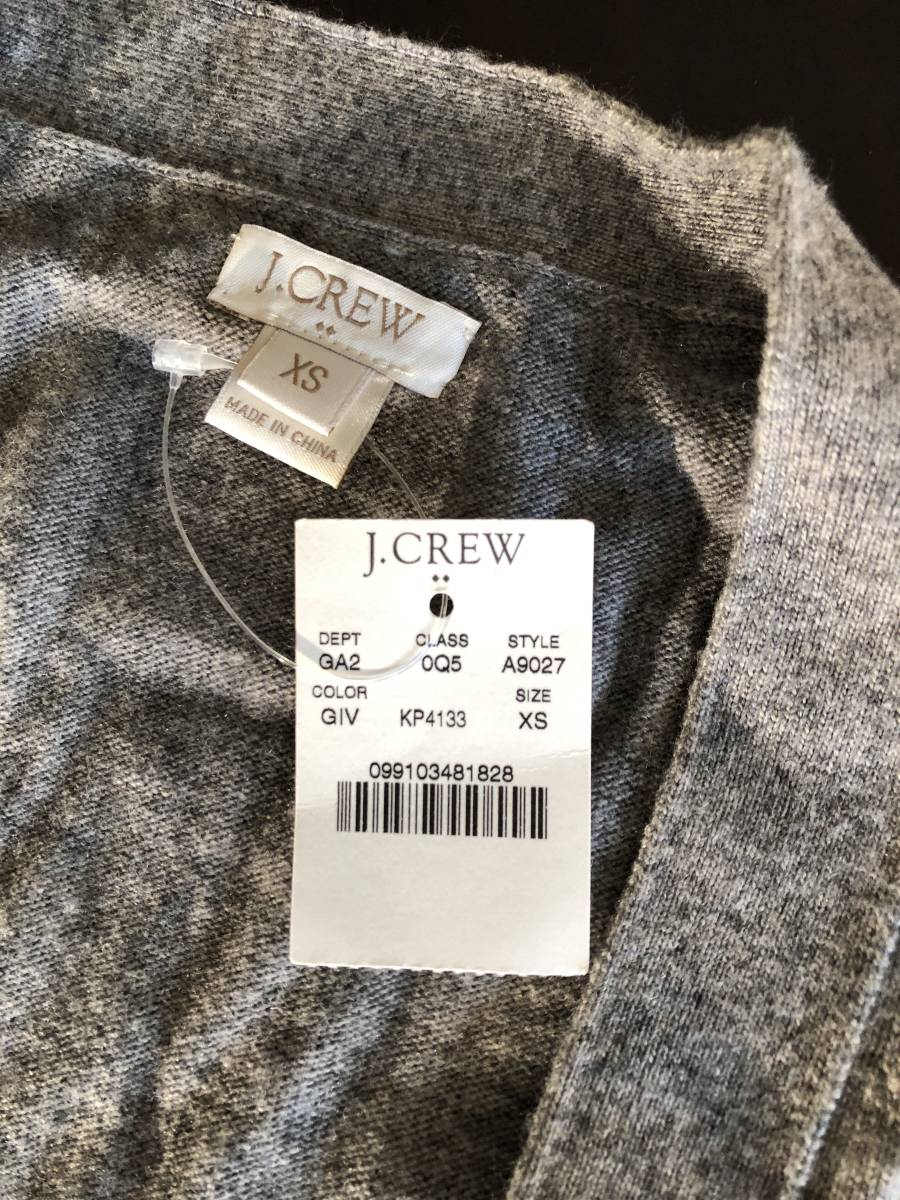 J.CREW
XS
MADE IN CHINA
J.CREW
DEPT CLASS STYLE
GA2 0Q5 A9027
COLOR SIZE
GIV KP4133 XS
099103481828